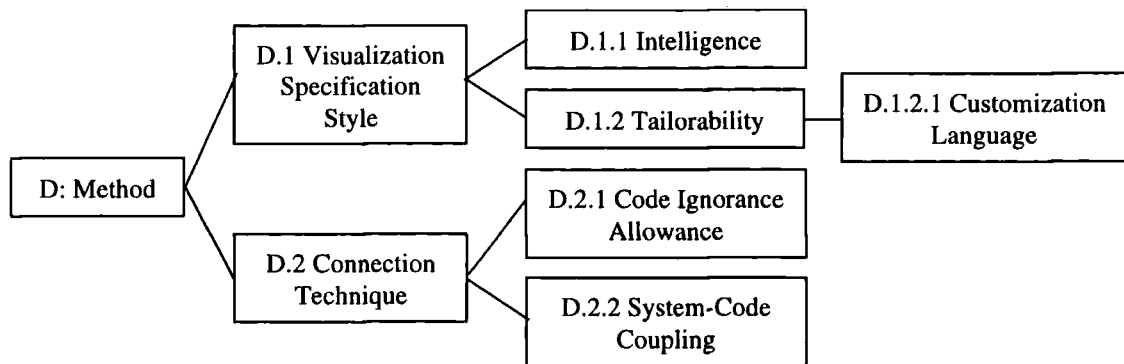 D: Method
D.1 Visualization
Specification
Style
D.1.1 Intelligence
D.1.2 Tailorability
D.1.2.1 Customization
Language
D.2 Connection
Technique
D.2.1 Code Ignorance
Allowance
D.2.2 System-Code
Coupling